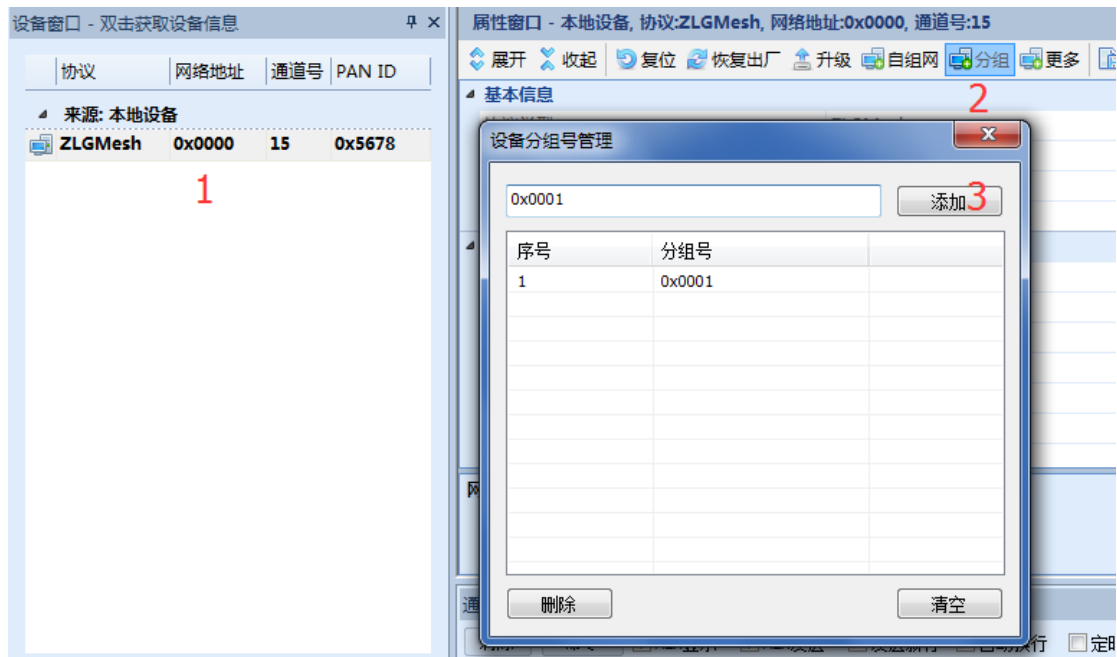 设备窗口 - 双击获取设备信息
协议 网络地址 通道号 PAN ID
来源: 本地设备
ZLGMesh 0x0000 15 0x5678
1
属性窗口 - 本地设备, 协议:ZLGMesh, 网络地址:0x0000, 通道号:15
展开 收起 复位 恢复出厂 升级 自组网 分组 更多
2
基本信息
设备分组号管理
0x0001 添加 3
序号 分组号
1 0x0001
删除 清空
网
通
定时